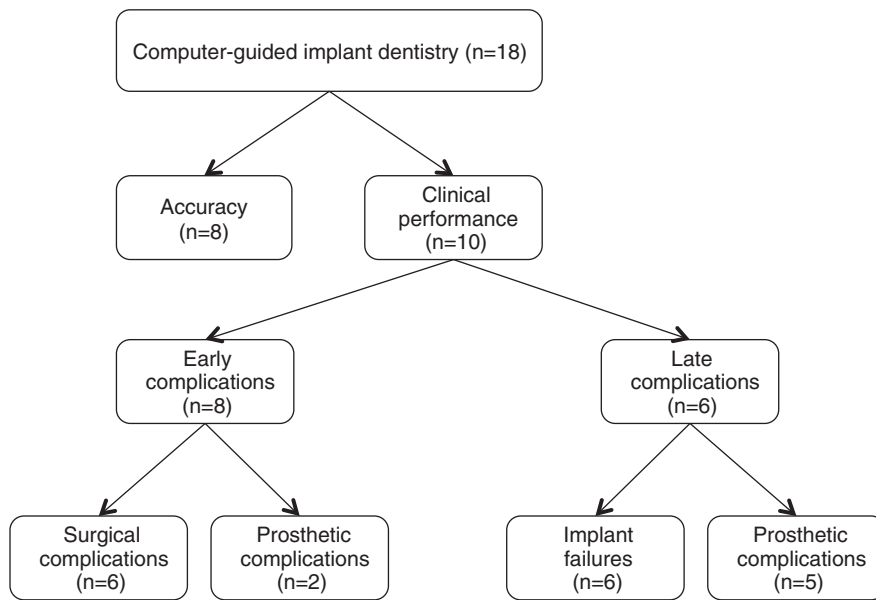 Computer-guided implant dentistry (n=18)
Accuracy
(n=8)
Clinical
performance
(n=10)
Early
complications
(n=8)
Late
complications
(n=6)
Surgical
complications
(n=6)
Prosthetic
complications
(n=2)
Implant
failures
(n=6)
Prosthetic
complications
(n=5)